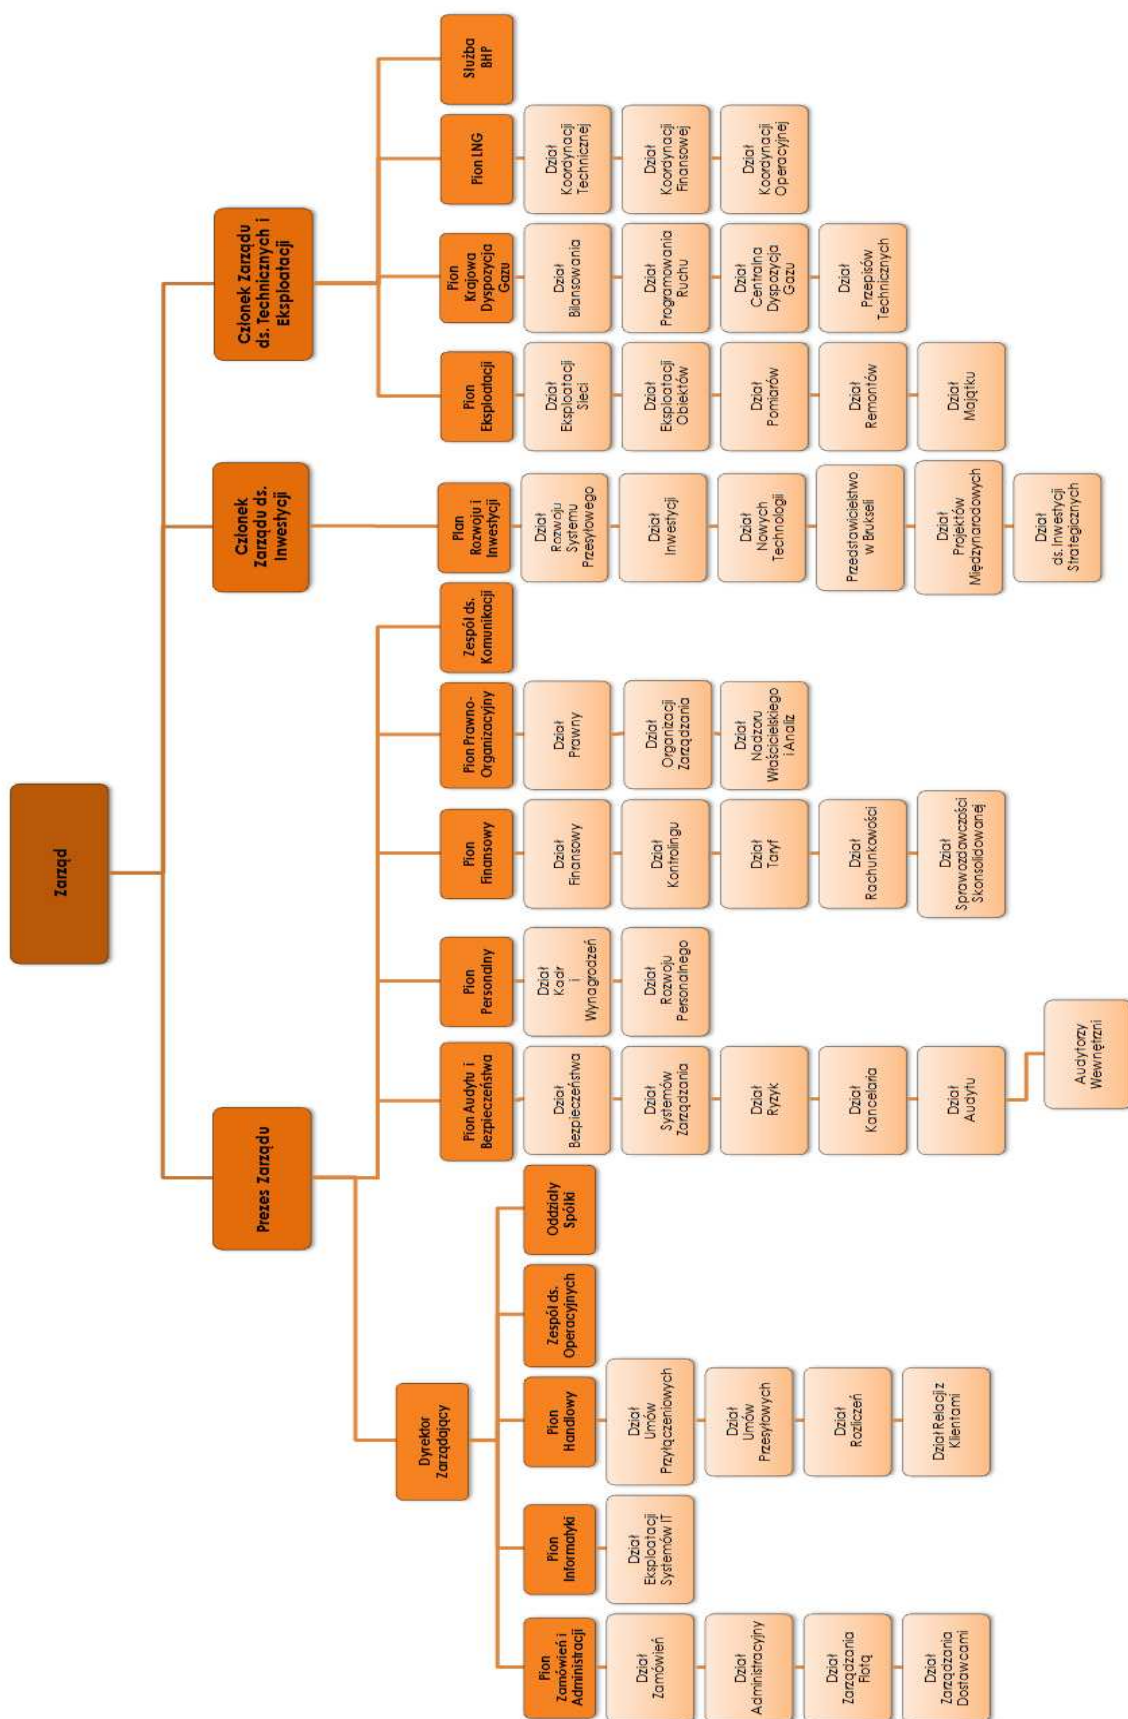 Zarząd
Prezes Zarządu
Członek
Zarządu ds.
Inwestycji
Członek Zarządu
ds. Technicznych i
Eksploatacji
Dyrektor
Zarządzający
Pion
Zamówień i
Administracji
Dział
Zamówień
Dział
Administracyjny
Dział
Zarządzania
Flotą
Dział
Zarządzania
Dostawcami
Pion
Informatyki
Dział
Eksploatacji
Systemów IT
Pion
Handlowy
Dział
Umów
Przyłączeniowych
Dział
Umów
Przesyłowych
Dział
Rozliczeń
Dział Relacji z
Klientami
Zespół ds.
Operacyjnych
Oddziały
Spółki
Pion Audytu i
Bezpieczeństwa
Dział
Bezpieczeństwa
Dział
Systemów
Zarządzania
Dział
Ryzyk
Dział
Kancelaria
Dział
Audytu
Audytorzy
Wewnętrzni
Pion
Personalny
Dział
Kadr
i
Wynagrodzeń
Dział
Rozwoju
Personalnego
Pion
Finansowy
Dział
Finansowy
Dział
Kontrolingu
Dział
Taryf
Dział
Rachunkowości
Dział
Sprawozdawczości
Skonsolidowanej
Pion Prawno-
Organizacyjny
Dział
Prawny
Dział
Organizacji
Zarządzania
Dział
Nadzoru
Właścicielskiego
i Analiz
Zespół ds.
Komunikacji
Pion
Rozwoju i
Inwestycji
Dział
Rozwoju
Systemu
Przesyłowego
Dział
Inwestycji
Dział
Nowych
Technologii
Przedstawicielstwo
w Brukseli
Dział
Projektów
Międzynarodowych
Dział
ds. Inwestycji
Strategicznych
Pion
Eksploatacji
Dział
Eksploatacji
Sieci
Dział
Eksploatacji
Obiektów
Dział
Pomiarów
Dział
Remontów
Dział
Majątku
Pion
Krajowa
Dyspozycja
Gazu
Dział
Bilansowania
Dział
Programowania
Ruchu
Dział
Centralna
Dyspozycja
Gazu
Dział
Przepisów
Technicznych
Pion LNG
Dział
Koordynacji
Technicznej
Dział
Koordynacji
Finansowej
Dział
Koordynacji
Operacyjnej
Służba
BHP